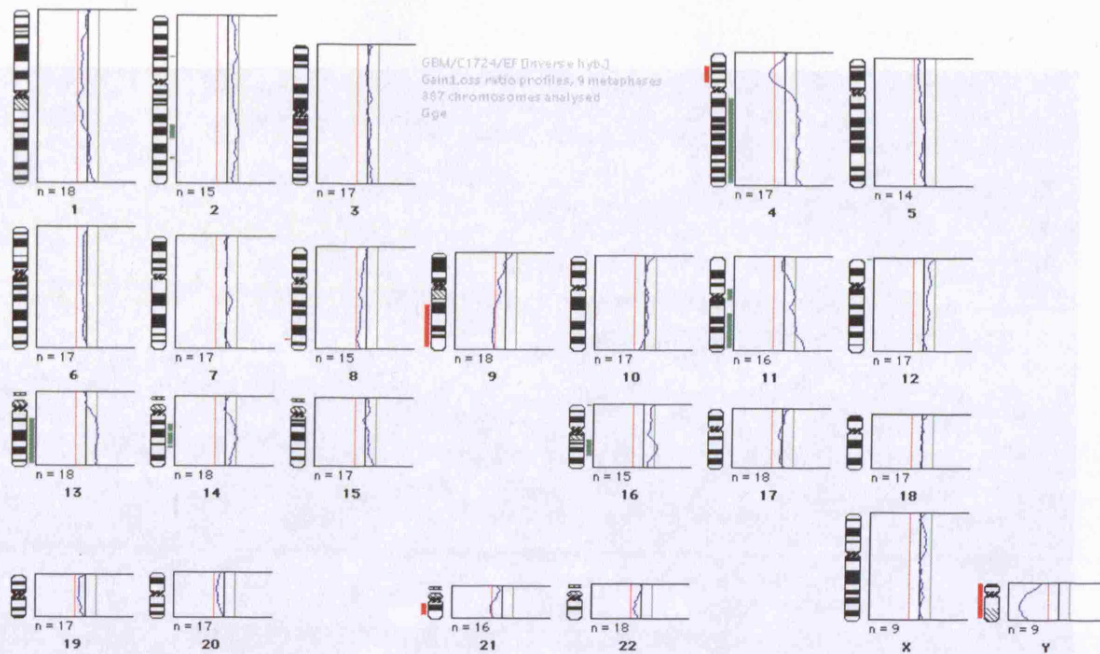 GBM/C1724/EF [Inverse hyb.]
Gain:Loss ratio profiles, 9 metaphases
387 chromosomes analysed
n = 18
n = 15
n = 17
n = 17
n = 14
1
2
3
4
5
n = 17
n = 17
n = 15
n = 18
n = 17
n = 16
n = 17
6
7
8
9
10
11
12
n = 18
n = 18
n = 17
n = 15
n = 18
n = 17
13
14
15
16
17
18
n = 17
n = 17
n = 16
n = 18
n = 9
n = 9
19
20
21
22
X
Y